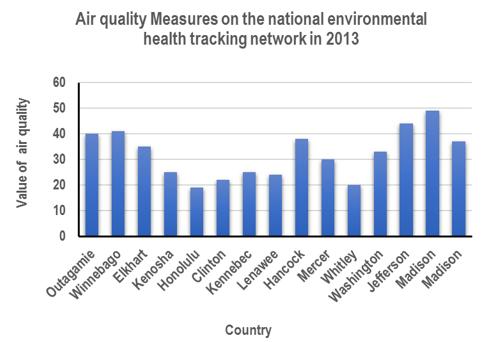 Air quality Measures on the national environmental
health tracking network in 2013
Value of air quality
60
50
40
30
20
10
0
Outagamie
Winnebago
Elkhart
Kenosha
Honolulu
Clinton
Kennebec
Lenawee
Hancock
Mercer
Whitley
Washington
Jefferson
Madison
Madison
Country